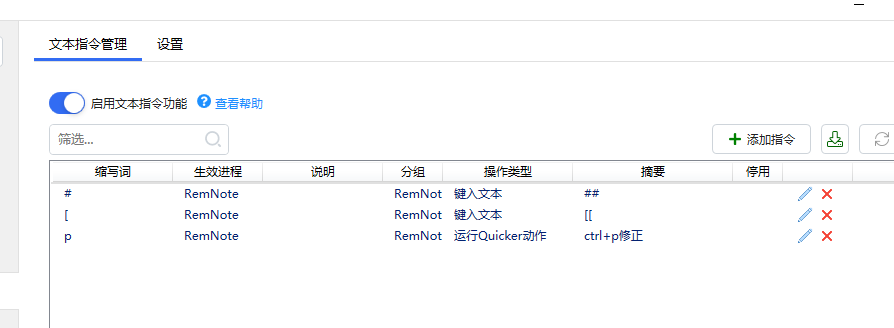 文本指令管理 设置
启用文本指令功能 ? 查看帮助
筛选... 添加指令
缩写词 生效进程 说明 分组 操作类型 摘要 停用
# RemNote RemNot 键入文本 ##
[ RemNote RemNot 键入文本 [[
p RemNote RemNot 运行Quicker动作 ctrl+p修正